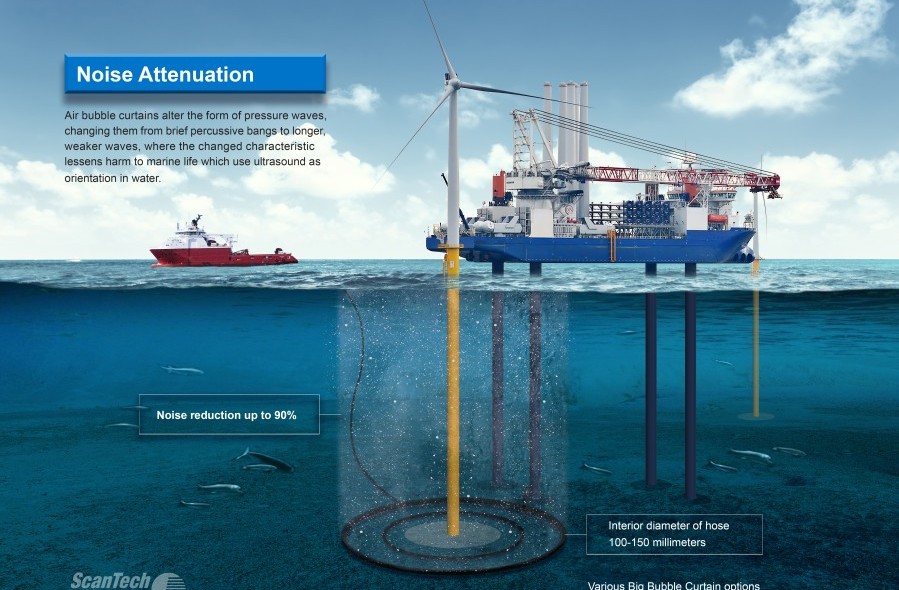 Noise Attenuation
Air bubble curtains alter the form of pressure waves,
changing them from brief percussive bangs to longer,
weaker waves, where the changed characteristic
lessens harm to marine life which use ultrasound as
orientation in water.
Noise reduction up to 90%
Interior diameter of hose
100-150 millimeters
ScanTech
Various Big Bubble Curtain options